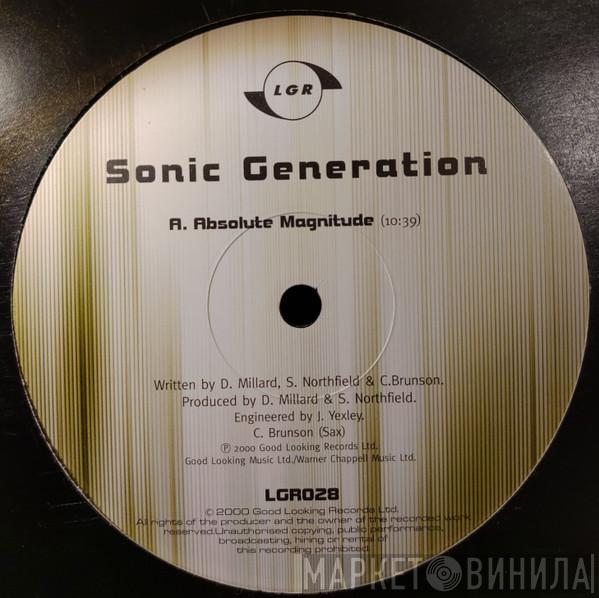 LGR
Sonic Generation
A. Absolute Magnitude (10:39)
Written by D. Millard, S. Northfield & C.Brunson.
Produced by D. Millard & S. Northfield.
Engineered by J. Yexley.
C. Brunson (Sax)
℗ 2000 Good Looking Records Ltd.
Good Looking Music Ltd./Warner Chappell Music Ltd.
LGR028
© 2000 Good Looking Records Ltd.
All rights of the producer and the owner of the recorded work
reserved.Unauthorised copying, public performance,
broadcasting, hiring or rental of
this recording prohibited.
МАРКЕТ ВИНИЛА